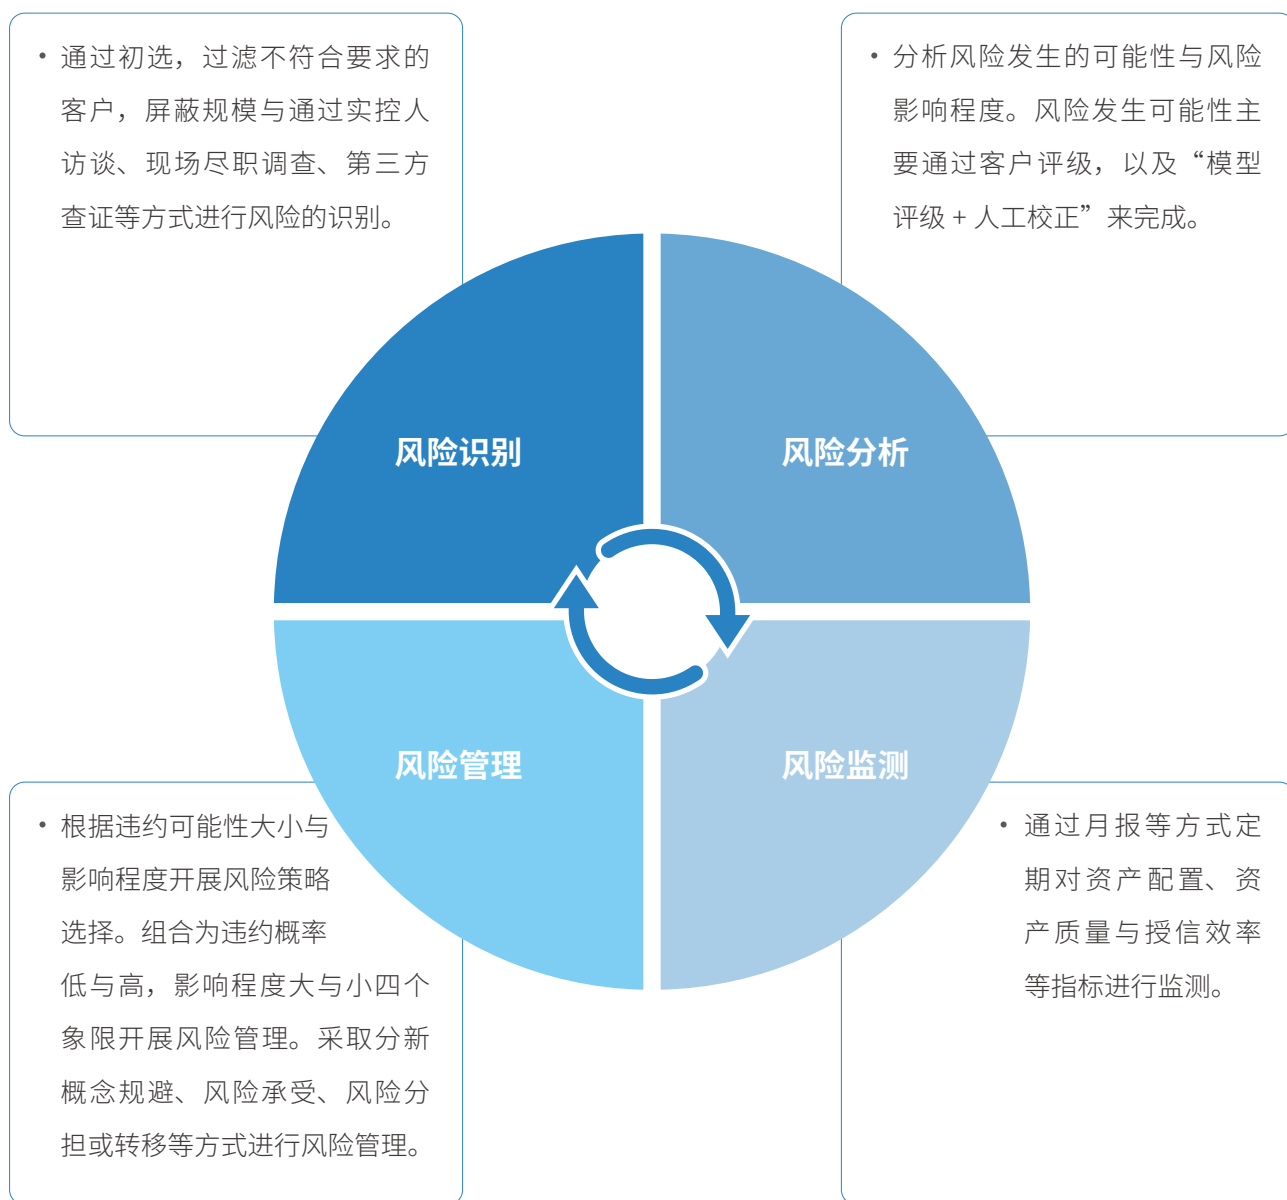 • 通过初选，过滤不符合要求的
客户，屏蔽规模与通过实控人
访谈、现场尽职调查、第三方
查证等方式进行风险的识别。
• 分析风险发生的可能性与风险
影响程度。风险发生可能性主
要通过客户评级，以及“模型
评级 + 人工校正”来完成。
风险识别
风险分析
风险管理
风险监测
• 根据违约可能性大小与
影响程度开展风险策略
选择。组合为违约概率
低与高，影响程度大与小四个
象限开展风险管理。采取分新
概念规避、风险承受、风险分
担或转移等方式进行风险管理。
• 通过月报等方式定
期对资产配置、资
产质量与授信效率
等指标进行监测。